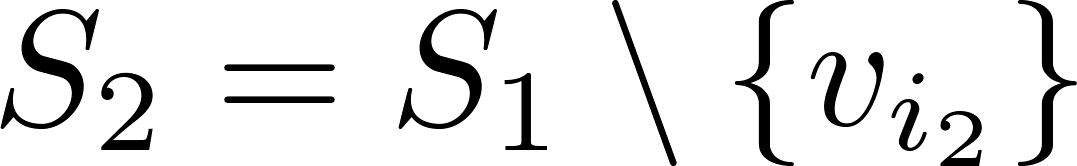 $S_2 = S_1 \setminus \{v_{i_2}\}$